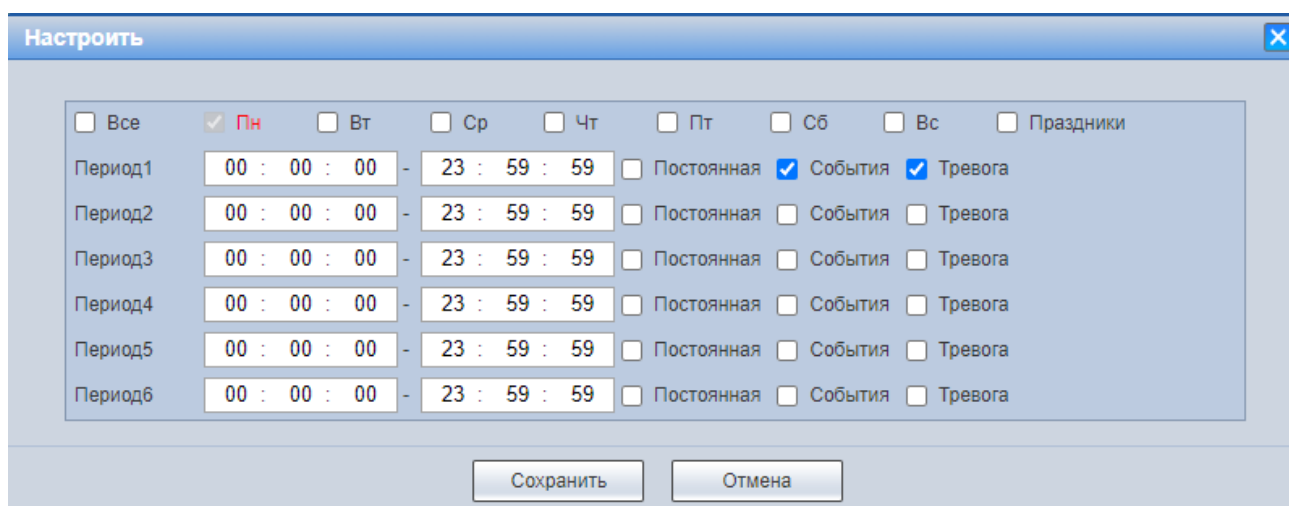 Настроить
Все Пн Вт Ср Чт Пт Сб Вс Праздники
Период1 00 : 00 : 00 - 23 : 59 : 59 Постоянная События Тревога
Период2 00 : 00 : 00 - 23 : 59 : 59 Постоянная События Тревога
Период3 00 : 00 : 00 - 23 : 59 : 59 Постоянная События Тревога
Период4 00 : 00 : 00 - 23 : 59 : 59 Постоянная События Тревога
Период5 00 : 00 : 00 - 23 : 59 : 59 Постоянная События Тревога
Период6 00 : 00 : 00 - 23 : 59 : 59 Постоянная События Тревога
Сохранить Отмена